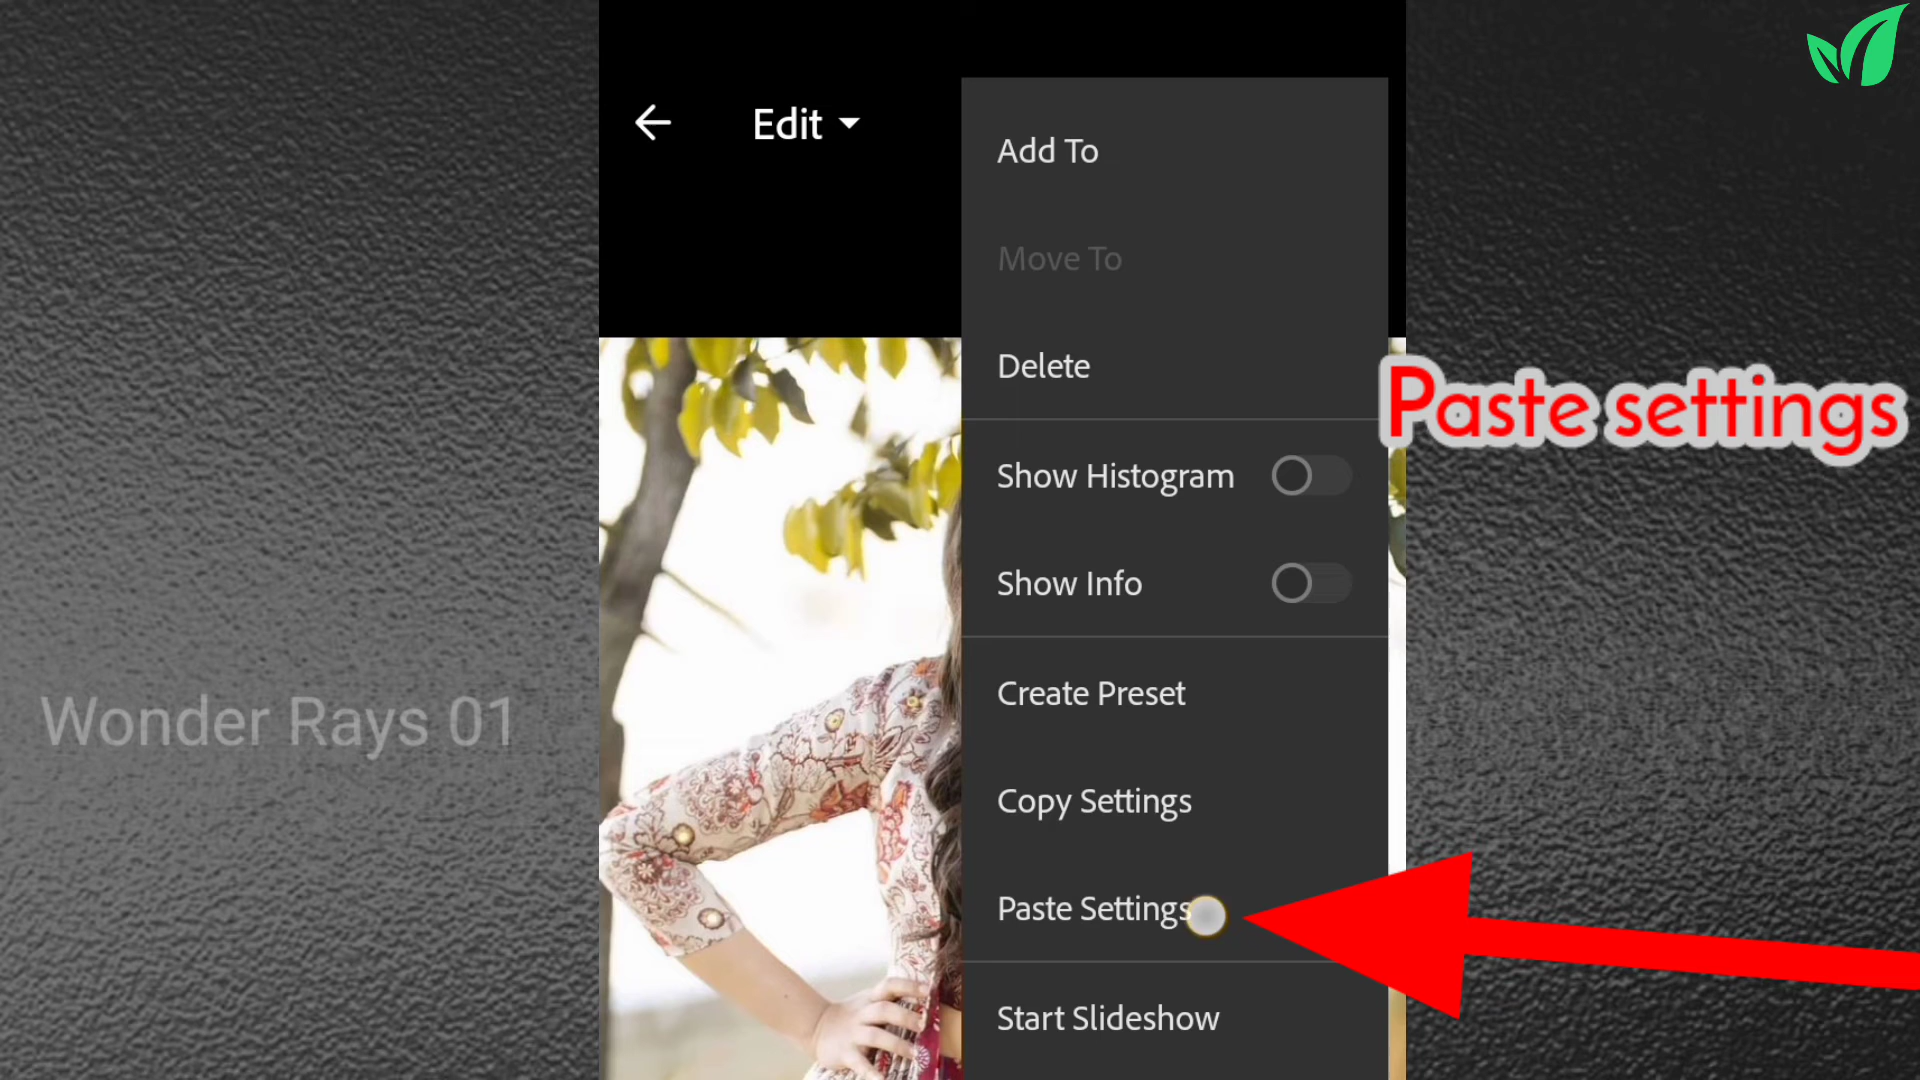 Edit
Add To
Move To
Delete
Paste settings
Show Histogram
Show Info
Create Preset
Wonder Rays 01
Copy Settings
Paste Settings
Start Slideshow